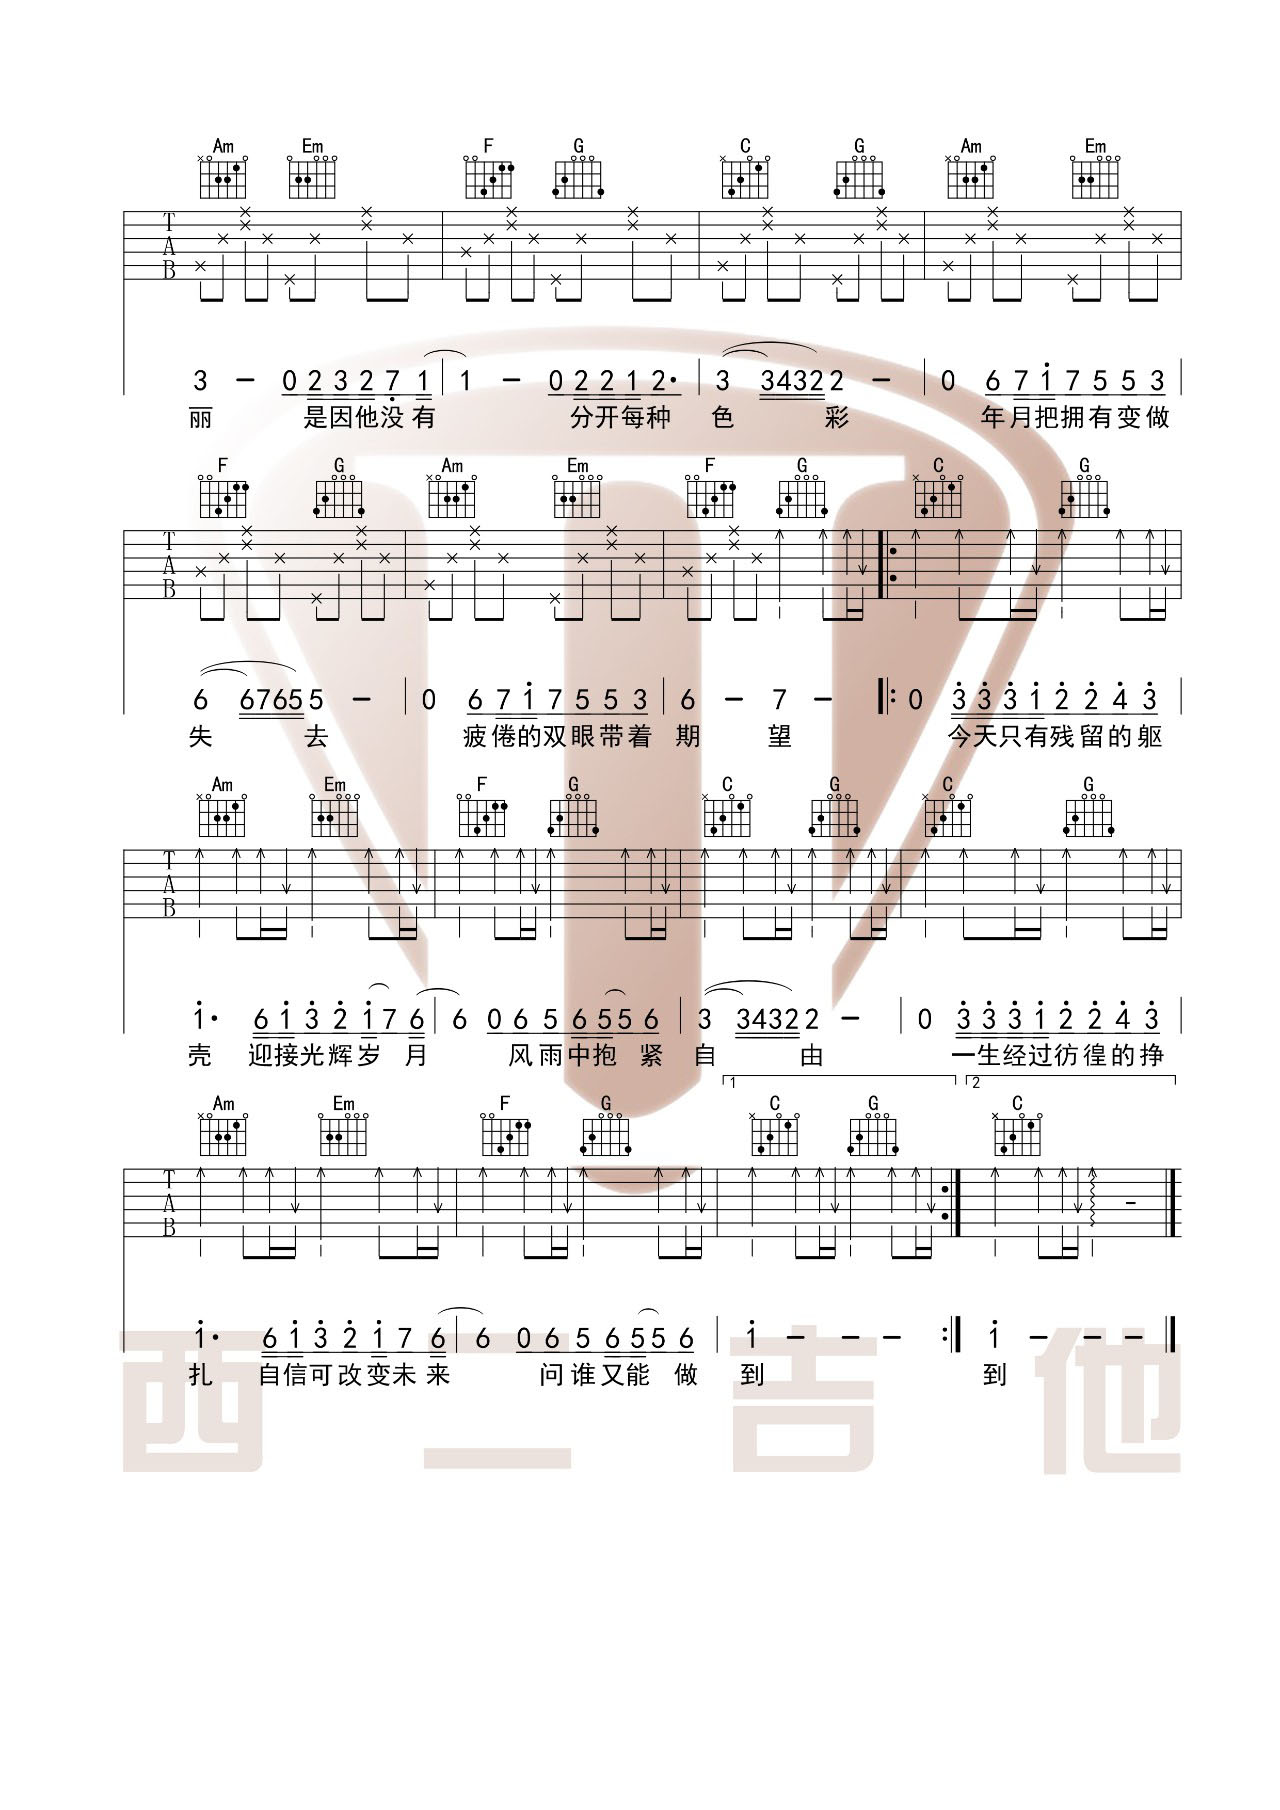 Am Em F G C G Am Em
T
A
B
3 – 0 2 3 2 7 1 | 1 – 0 2 2 1 2· | 3 3432 2 – | 0 6 7 1 7 5 5 3 |
丽 是因他没有 分开每种 色 彩 年月把拥有变做
F G Am Em F G C G
T
A
B
6 6765 5 – | 0 6 7 1 7 5 5 3 | 6 – 7 – |: 0 3 3 3 1 2 2 4 3 |
失 去 疲倦的双眼带着 期 望 今天只有残留的躯
Am Em F G C G C G
T
A
B
1· 6 1 3 2 1 7 6 | 6 0 6 5 6 5 5 6 | 3 3432 2 – | 0 3 3 3 1 2 2 4 3 |
壳 迎接光辉岁 月 风雨中抱 紧 自 由 一生经过彷徨的挣
1 2
Am Em F G C G C
T
A
B
1· 6 1 3 2 1 7 6 | 6 0 6 5 6 5 5 6 | 1 – – – :| 1 – – – |
扎 自信可改变未来 问谁又能 做 到 到
西二吉他